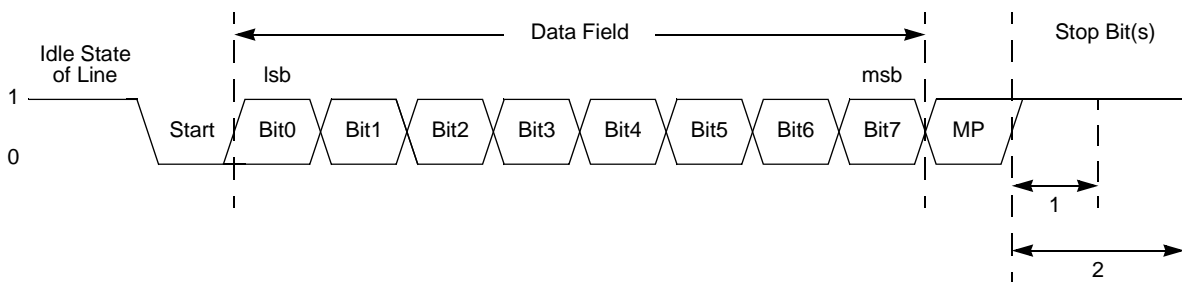 Data Field
Stop Bit(s)
Idle State
of Line
lsb
msb
1
Start
Bit0
Bit1
Bit2
Bit3
Bit4
Bit5
Bit6
Bit7
MP
0
1
2